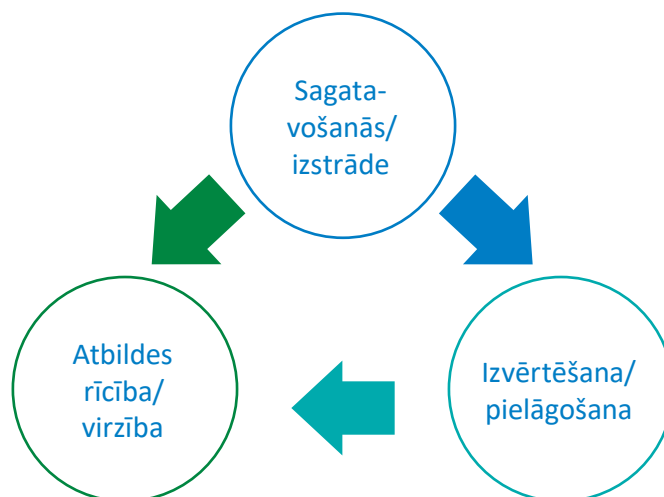 Sagata-
vošanās/
izstrāde
Atbildes
rīcība/
virzība
Izvērtēšana/
pielāgošana